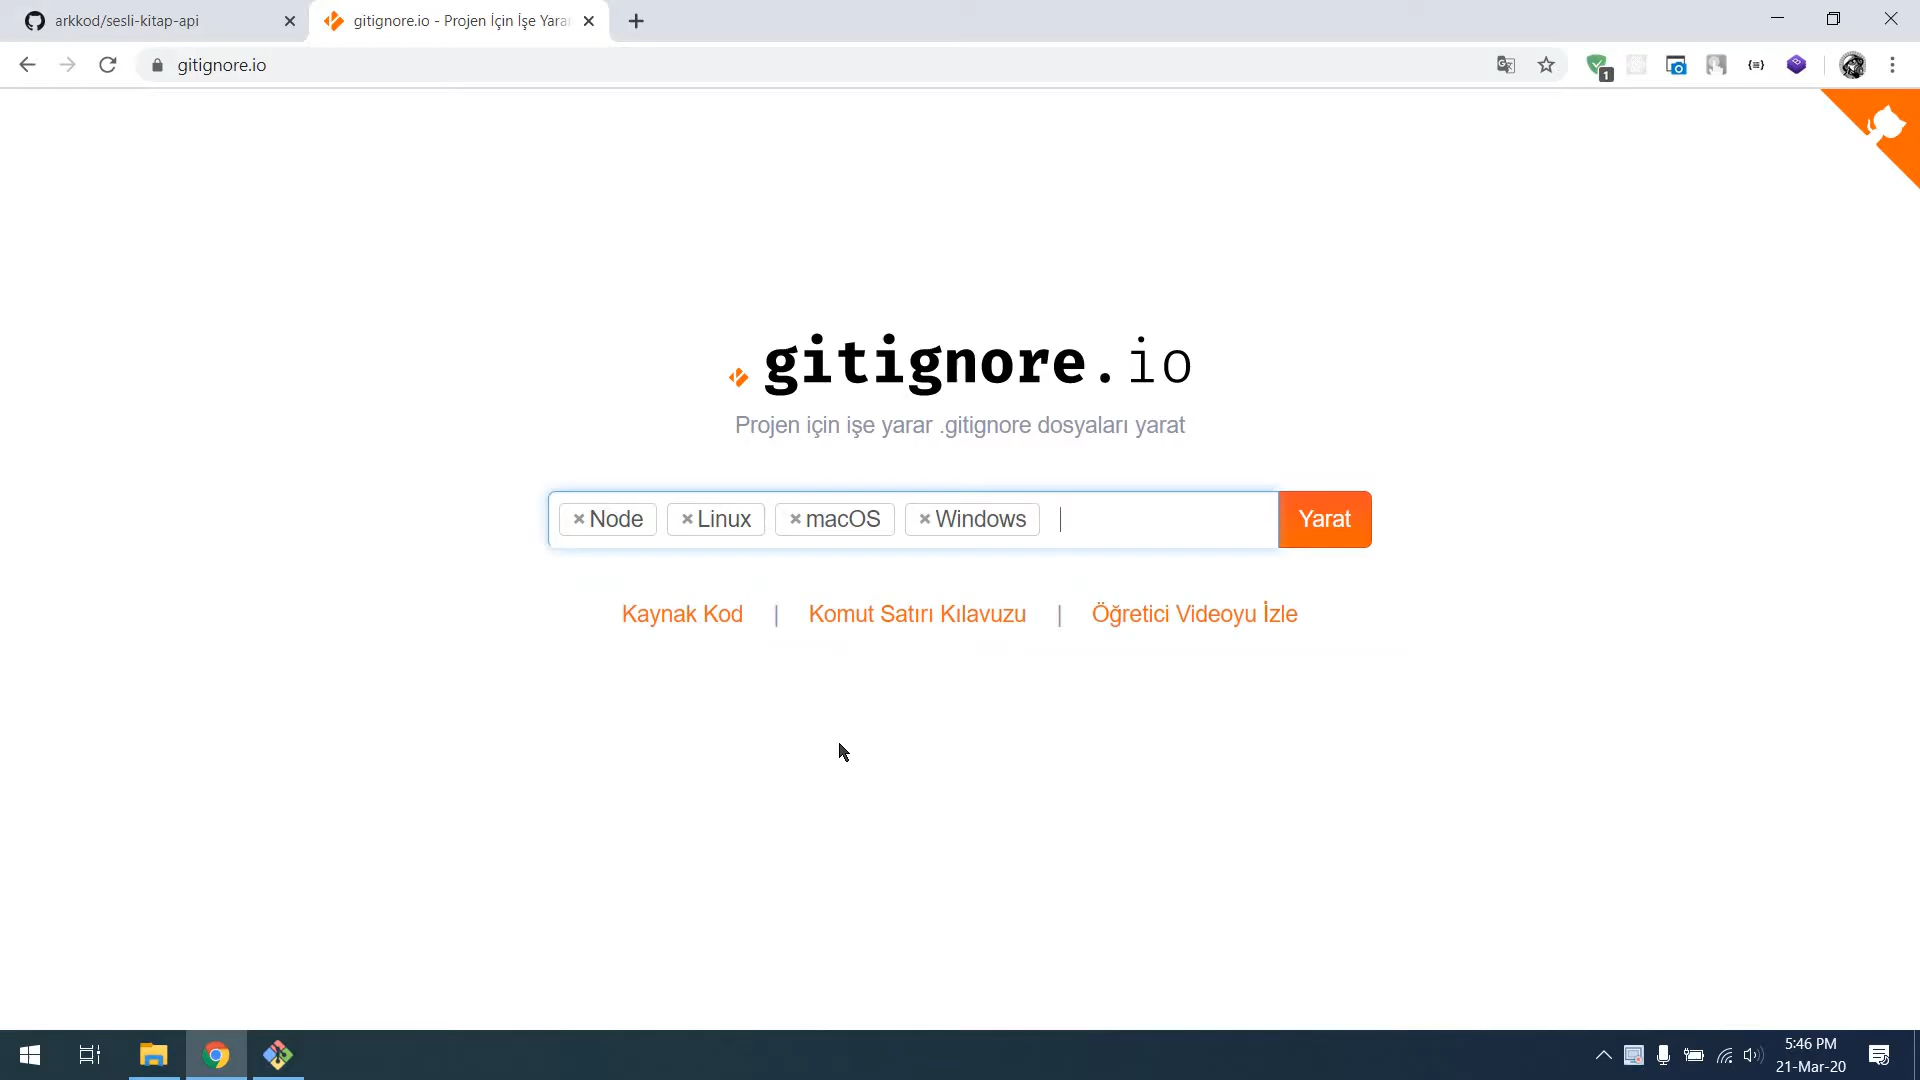 arkkod/sesli-kitap-api
gitignore.io - Projen İçin İşe Yarar
gitignore.io
1
{≡}
.gitignore.io
Projen için işe yarar .gitignore dosyaları yarat
× Node × Linux × macOS × Windows
Yarat
Kaynak Kod | Komut Satırı Kılavuzu | Öğretici Videoyu İzle
5:46 PM
21-Mar-20